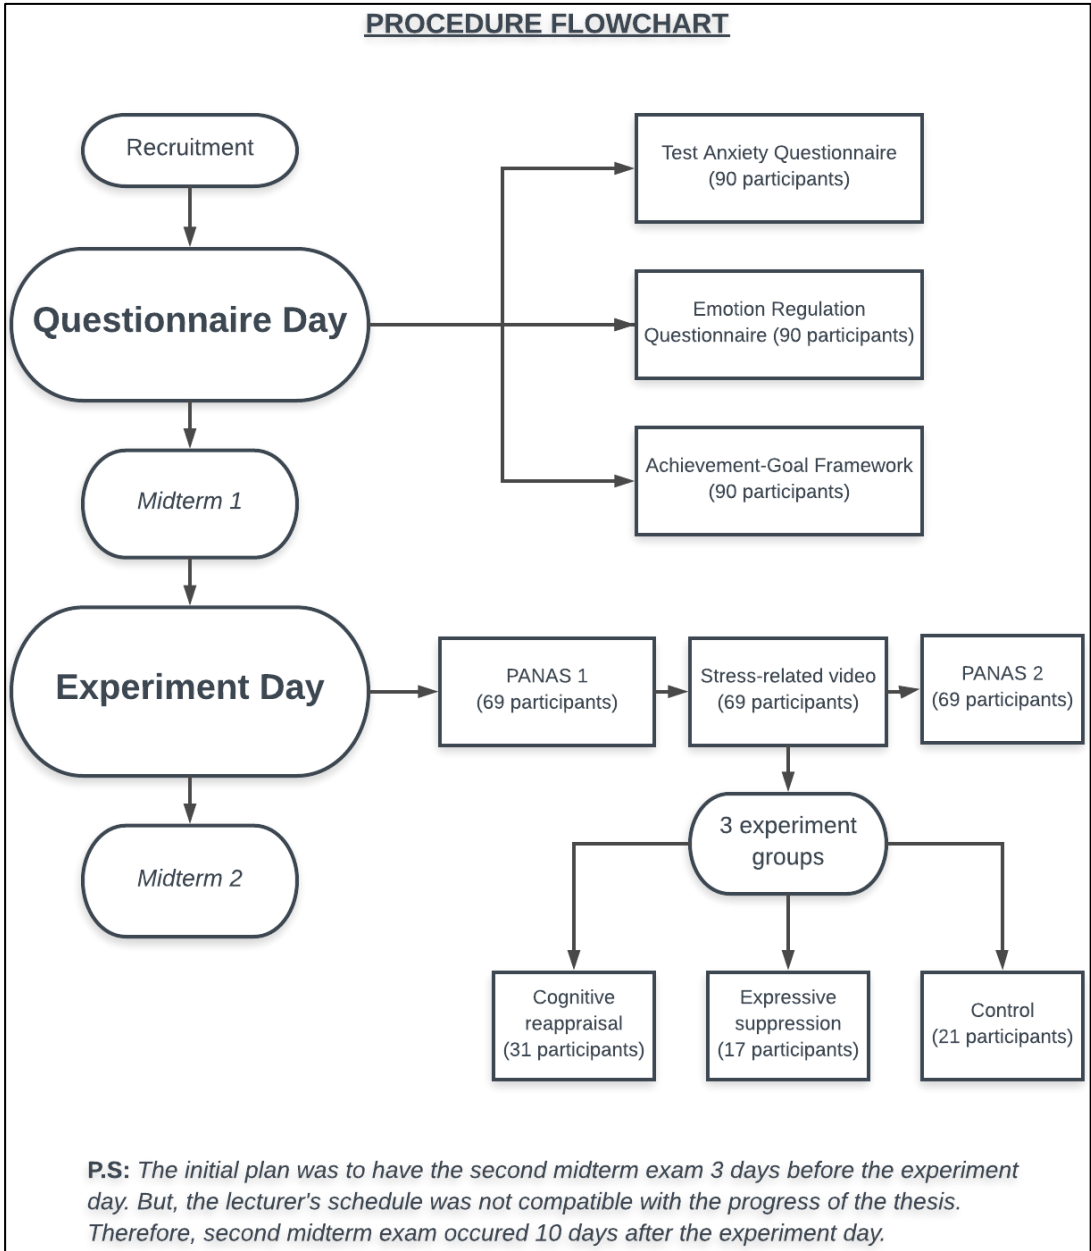 PROCEDURE FLOWCHART
Recruitment
Test Anxiety Questionnaire
(90 participants)
Questionnaire Day
Emotion Regulation
Questionnaire (90 participants)
Achievement-Goal Framework
(90 participants)
Midterm 1
Experiment Day
PANAS 1
(69 participants)
Stress-related video
(69 participants)
PANAS 2
(69 participants)
3 experiment
groups
Midterm 2
Cognitive
reappraisal
(31 participants)
Expressive
suppression
(17 participants)
Control
(21 participants)
P.S: The initial plan was to have the second midterm exam 3 days before the experiment
day. But, the lecturer's schedule was not compatible with the progress of the thesis.
Therefore, second midterm exam occured 10 days after the experiment day.